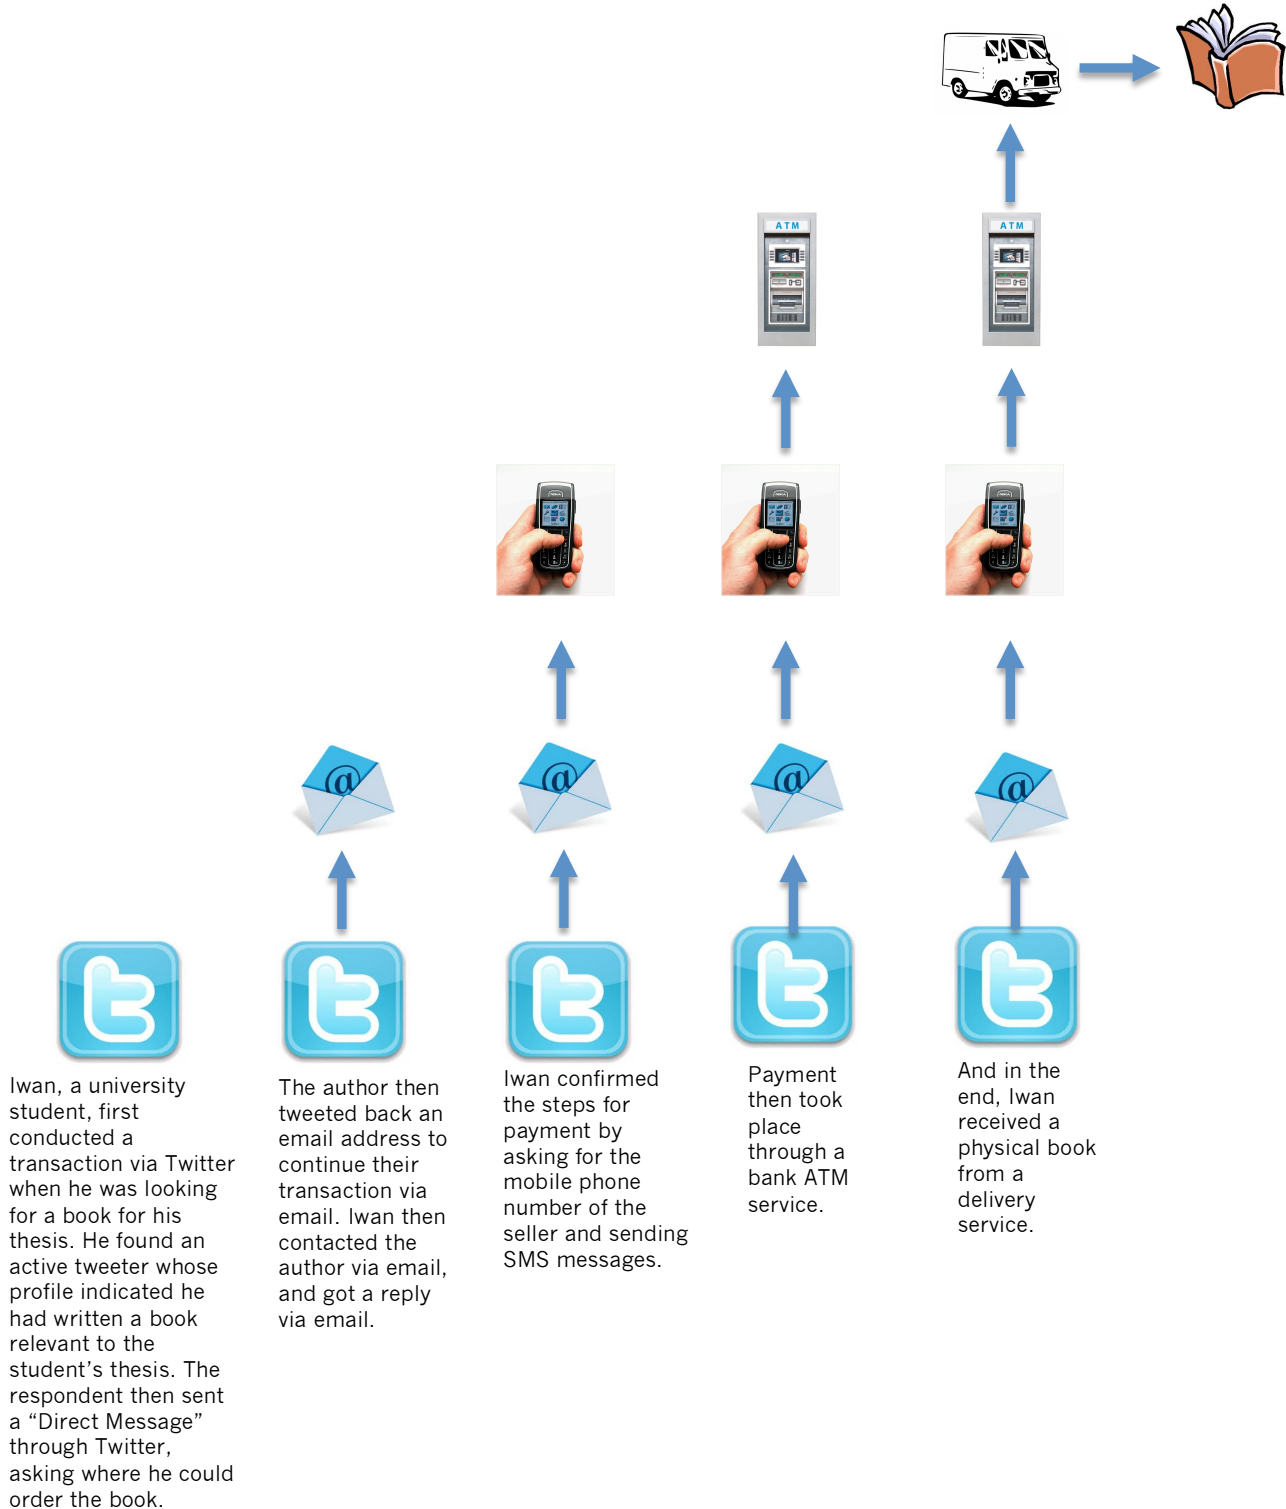 ATM
ATM
Iwan, a university
student, first
conducted a
transaction via Twitter
when he was looking
for a book for his
thesis. He found an
active tweeter whose
profile indicated he
had written a book
relevant to the
student’s thesis. The
respondent then sent
a “Direct Message”
through Twitter,
asking where he could
order the book.
The author then
tweeted back an
email address to
continue their
transaction via
email. Iwan then
contacted the
author via email,
and got a reply
via email.
Iwan confirmed
the steps for
payment by
asking for the
mobile phone
number of the
seller and sending
SMS messages.
Payment
then took
place
through a
bank ATM
service.
And in the
end, Iwan
received a
physical book
from a
delivery
service.